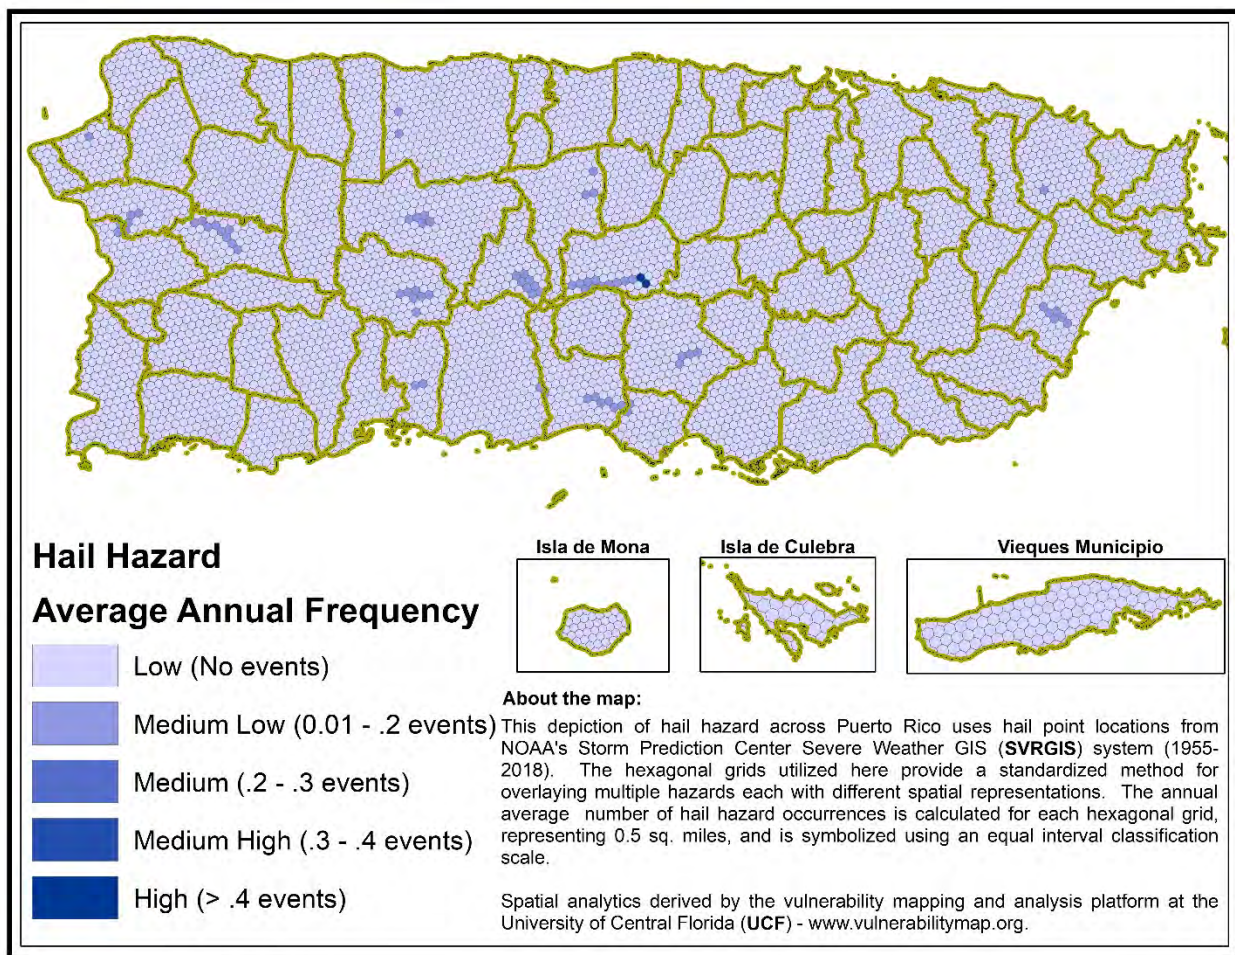 Isla de Mona
Isla de Culebra
Vieques Municipio
Hail Hazard
Average Annual Frequency
Low (No events)
Medium Low (0.01 - .2 events)
Medium (.2 - .3 events)
Medium High (.3 - .4 events)
High (> .4 events)
About the map:
This depiction of hail hazard across Puerto Rico uses hail point locations from
NOAA's Storm Prediction Center Severe Weather GIS (SVRGIS) system (1955-
2018). The hexagonal grids utilized here provide a standardized method for
overlaying multiple hazards each with different spatial representations. The annual
average number of hail hazard occurrences is calculated for each hexagonal grid,
representing 0.5 sq. miles, and is symbolized using an equal interval classification
scale.
Spatial analytics derived by the vulnerability mapping and analysis platform at the
University of Central Florida (UCF) - www.vulnerabilitymap.org.